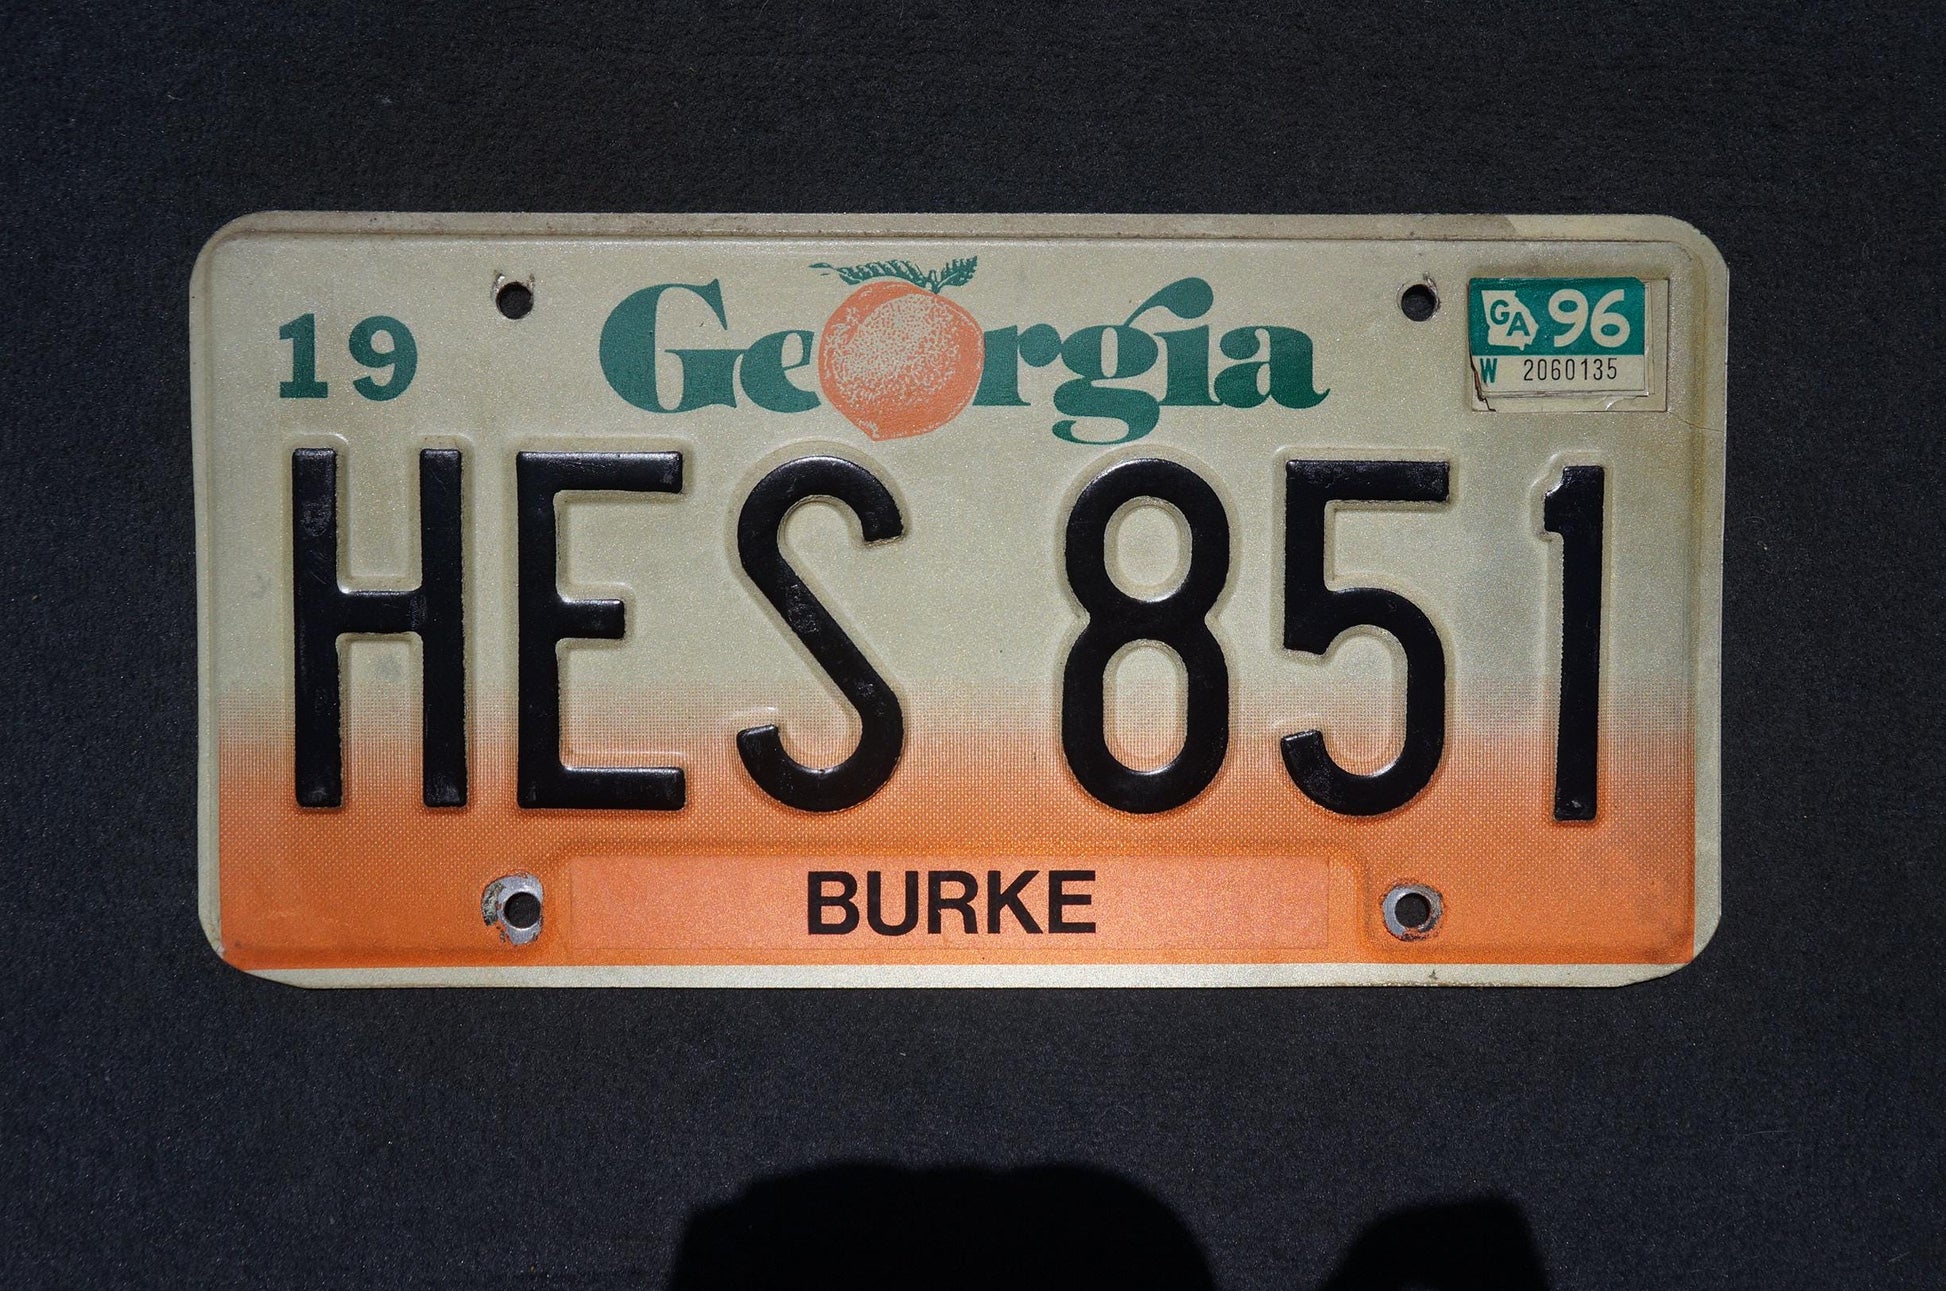 19 Georgia GA 96
W 2060135
HES 851
BURKE